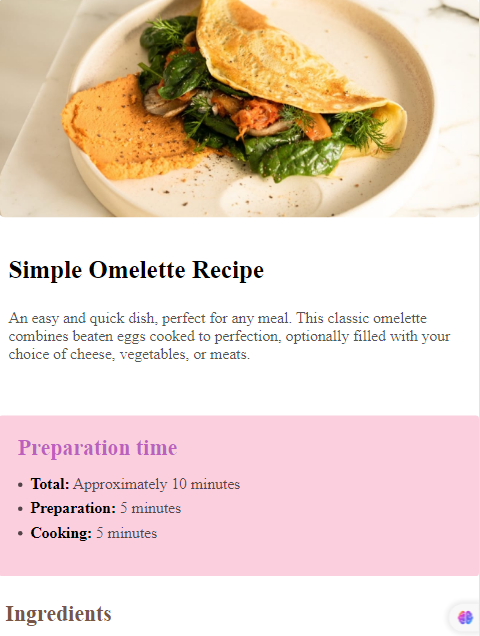 Simple Omelette Recipe
An easy and quick dish, perfect for any meal. This classic omelette
combines beaten eggs cooked to perfection, optionally filled with your
choice of cheese, vegetables, or meats.
Preparation time
• Total: Approximately 10 minutes
• Preparation: 5 minutes
• Cooking: 5 minutes
Ingredients